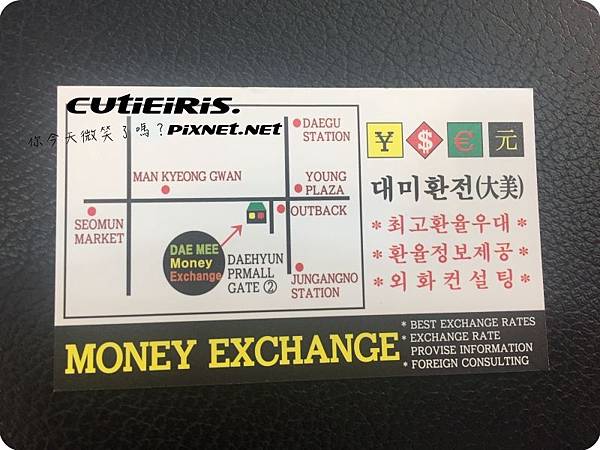 CUTIEIRIS.
你今天微笑了嗎？PIXNET.NET
DAEGU
STATION
MAN KYEONG GWAN
YOUNG
PLAZA
SEOMUN
MARKET
OUTBACK
DAE MEE
Money
Exchange
DAEHYUN
PRMALL
GATE ②
JUNGANGNO
STATION
¥ $ € 元
대미환전(大美)
* 최고환율우대 *
* 환율정보제공 *
* 외화컨설팅 *
MONEY EXCHANGE
* BEST EXCHANGE RATES
* EXCHANGE RATE
PROVISE INFORMATION
* FOREIGN CONSULTING